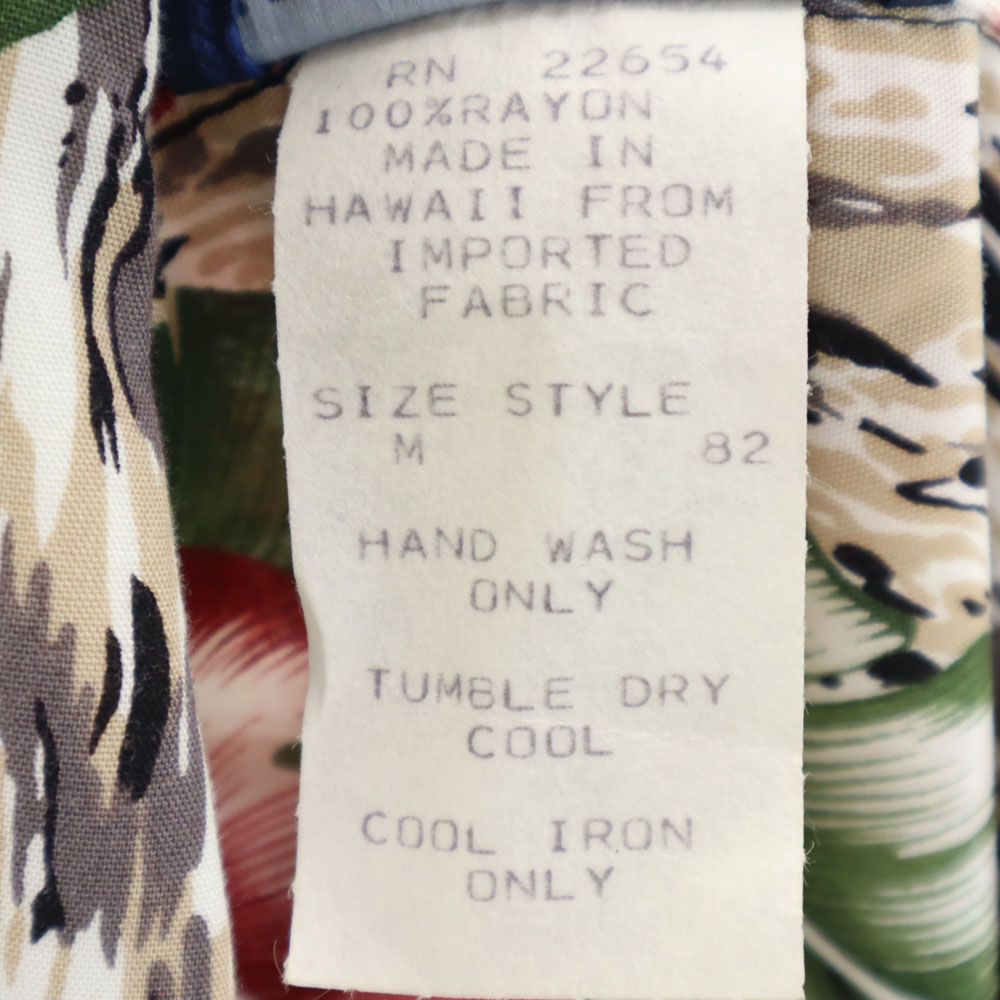 RN 22654
100%RAYON
MADE IN
HAWAII FROM
IMPORTED
FABRIC
SIZE STYLE
M 82
HAND WASH
ONLY
TUMBLE DRY
COOL
COOL IRON
ONLY